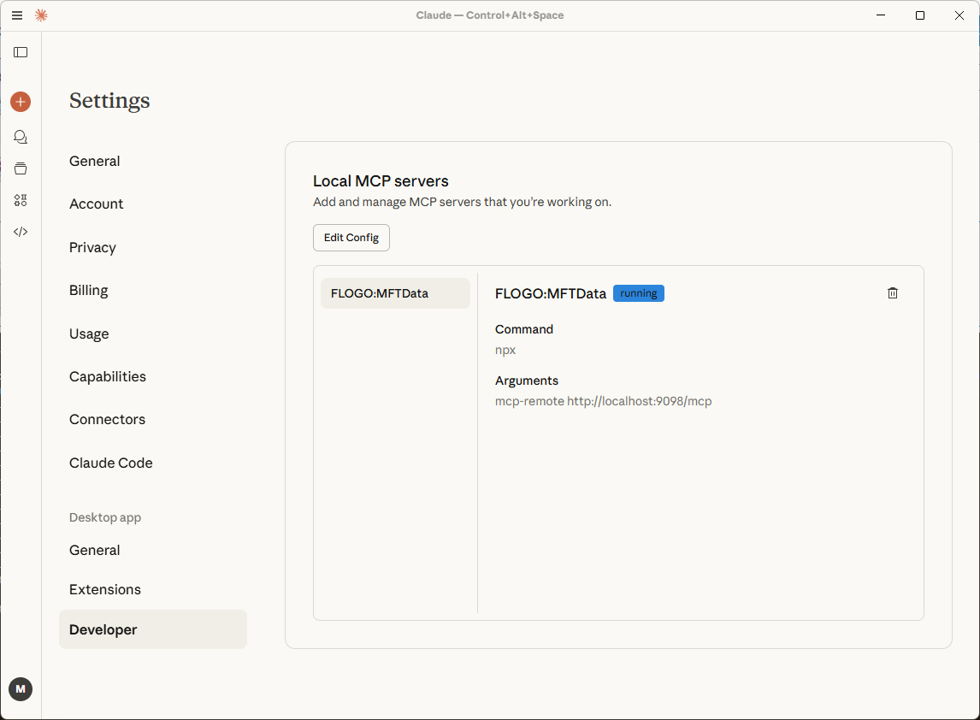 Claude — Control+Alt+Space
Settings
General
Account
Privacy
Billing
Usage
Capabilities
Connectors
Claude Code
Desktop app
General
Extensions
Developer
M
Local MCP servers
Add and manage MCP servers that you're working on.
Edit Config
FLOGO:MFTData
FLOGO:MFTData running
Command
npx
Arguments
mcp-remote http://localhost:9098/mcp